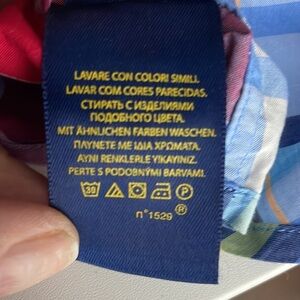 LAVARE CON COLORI SIMILI.
LAVAR COM CORES PARECIDAS.
СТИРАТЬ С ИЗДЕЛИЯМИ
ПОДОБНОГО ЦВЕТА.
MIT ÄHNLICHEN FARBEN WASCHEN.
ΠΛΥΝΕΤΕ ΜΕ ΙΔΙΑ ΧΡΩΜΑΤΑ.
AYNI RENKLERLE YIKAYINIZ.
PERTE S PODOBNÝMI BARVAMI.
30 P
n°1529 ®